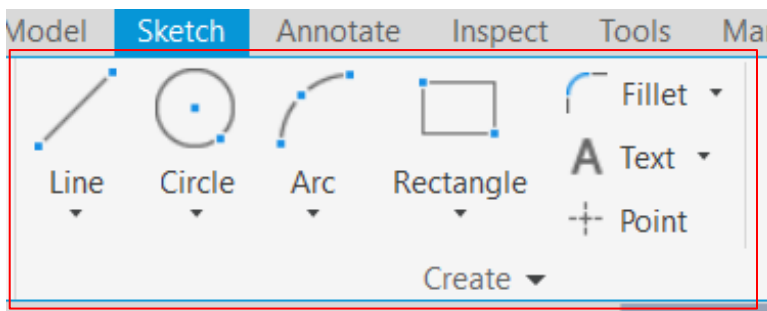 Model Sketch Annotate Inspect Tools
Line Circle Arc Rectangle
Fillet
Text
Point
Create